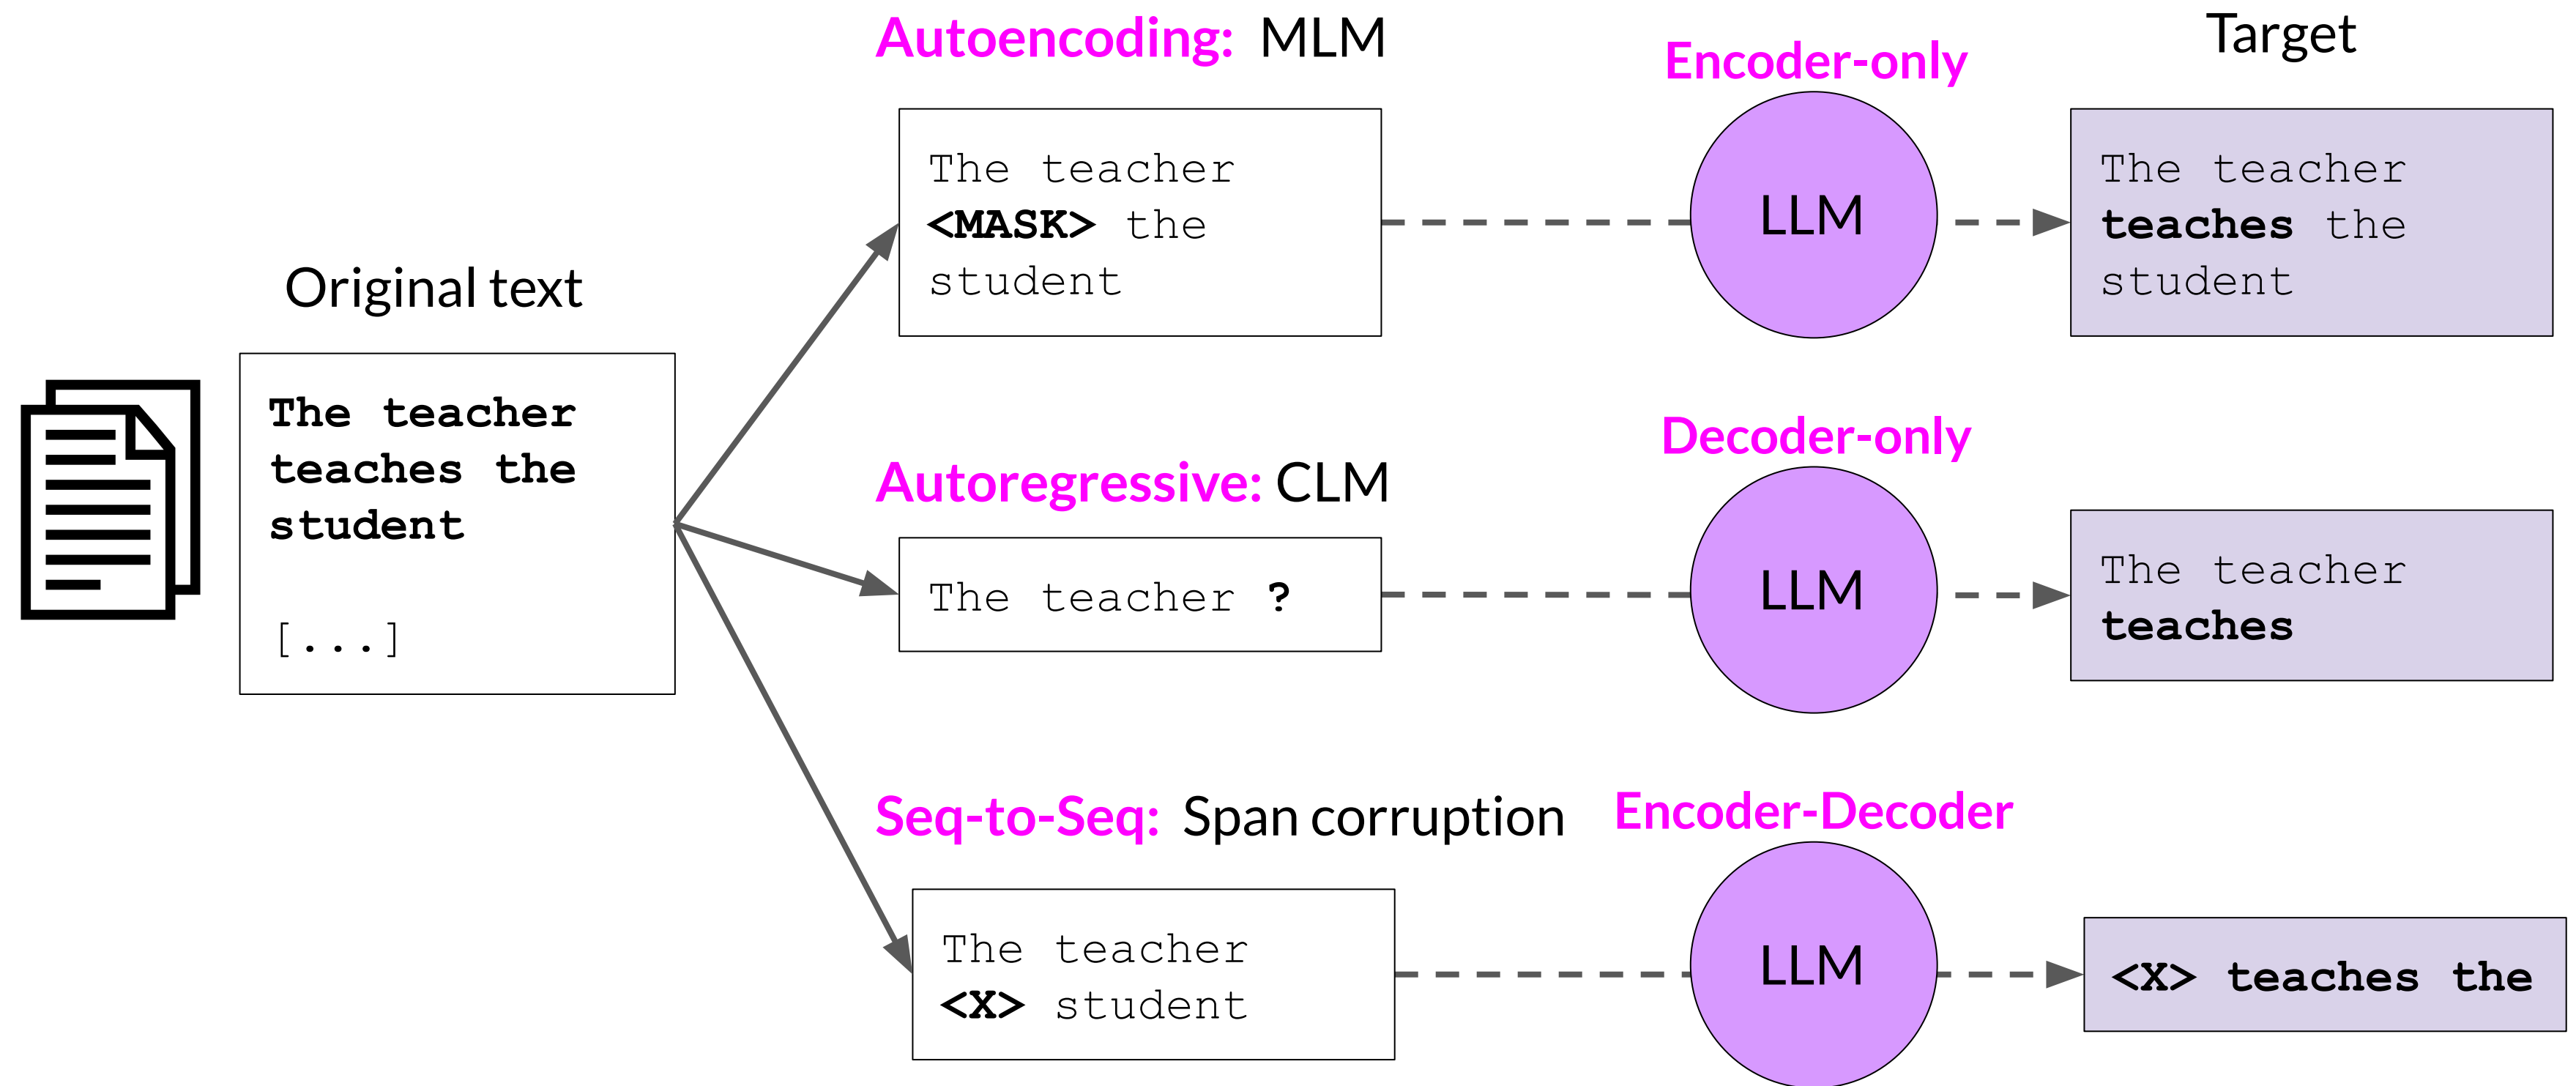 Original text
The teacher
teaches the
student
[...]
Autoencoding: MLM
The teacher
<MASK> the
student
Encoder-only
LLM
Target
The teacher
teaches the
student
Autoregressive: CLM
The teacher ?
Decoder-only
LLM
The teacher
teaches
Seq-to-Seq: Span corruption
The teacher
<X> student
Encoder-Decoder
LLM
<X> teaches the